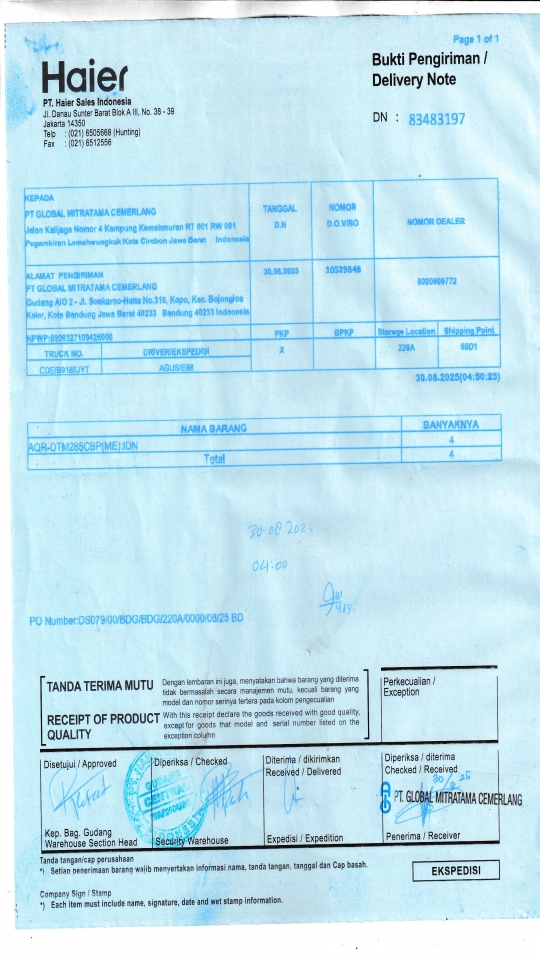 Page 1 of 1
Haier
Bukti Pengiriman /
Delivery Note
PT. Haier Sales Indonesia
Jl. Danau Sunter Barat Blok A III, No. 38 - 39
Jakarta 14350
Telp : (021) 6505668 (Hunting)
Fax : (021) 6512556
DN : 83483197
KEPADA
PT GLOBAL MITRATAMA CEMERLANG
Jalan Kalijaga Nomor 4 Kampung Kemakmuran RT 001 RW 001
Pegambiran Lemahwungkuk Kota Cirebon Jawa Barat Indonesia
TANGGAL
D.N
NOMOR
D.O.V/BO
NOMOR DEALER
ALAMAT PENGIRIMAN
PT GLOBAL MITRATAMA CEMERLANG
Gudang AIO 2 - Jl. Soekarno-Hatta No.318, Kopo, Kec. Bojongloa
Kaler, Kota Bandung Jawa Barat 40233 Bandung 40233 Indonesia
30.08.2025
NPWP:
PKP
BPKP
Storage Location
Shipping Point
TRUCK NO.
DRIVER/EKSPEDISI
X
220A
66D1
AGUS/E88
30.08.2025(04:50:23)
NAMA BARANG
BANYAKNYA
AQR-DTM285CBP(ME):IDN
4
Total
4
04:00
PO Number:DS079/00/BDG/BDG/220A/0000/08/25 BD
TANDA TERIMA MUTU
Dengan lembaran ini juga, menyatakan bahwa barang yang diterima
tidak bermasalah secara manajemen mutu, kecuali barang yang
model dan nomor serinya tertera pada kolom pengecualian
RECEIPT OF PRODUCT
QUALITY
With this receipt declare the goods received with good quality,
except for goods that model and serial number listed on the
exception column
Perkecualian /
Exception
Disetujui / Approved
Diperiksa / Checked
Diterima / dikirimkan
Received / Delivered
Diperiksa / diterima
Checked / Received
GUDANG
CENTRAL
PT. GLOBAL MITRATAMA CEMERLANG
Kep. Bag. Gudang
Warehouse Section Head
Security Warehouse
Expedisi / Expedition
Penerima / Receiver
Tanda tangan/cap perusahaan
*) Setiap penerimaan barang wajib menyertakan informasi nama, tanda tangan, tanggal dan Cap basah.
EKSPEDISI
Company Sign / Stamp
*) Each item must include name, signature, date and wet stamp information.